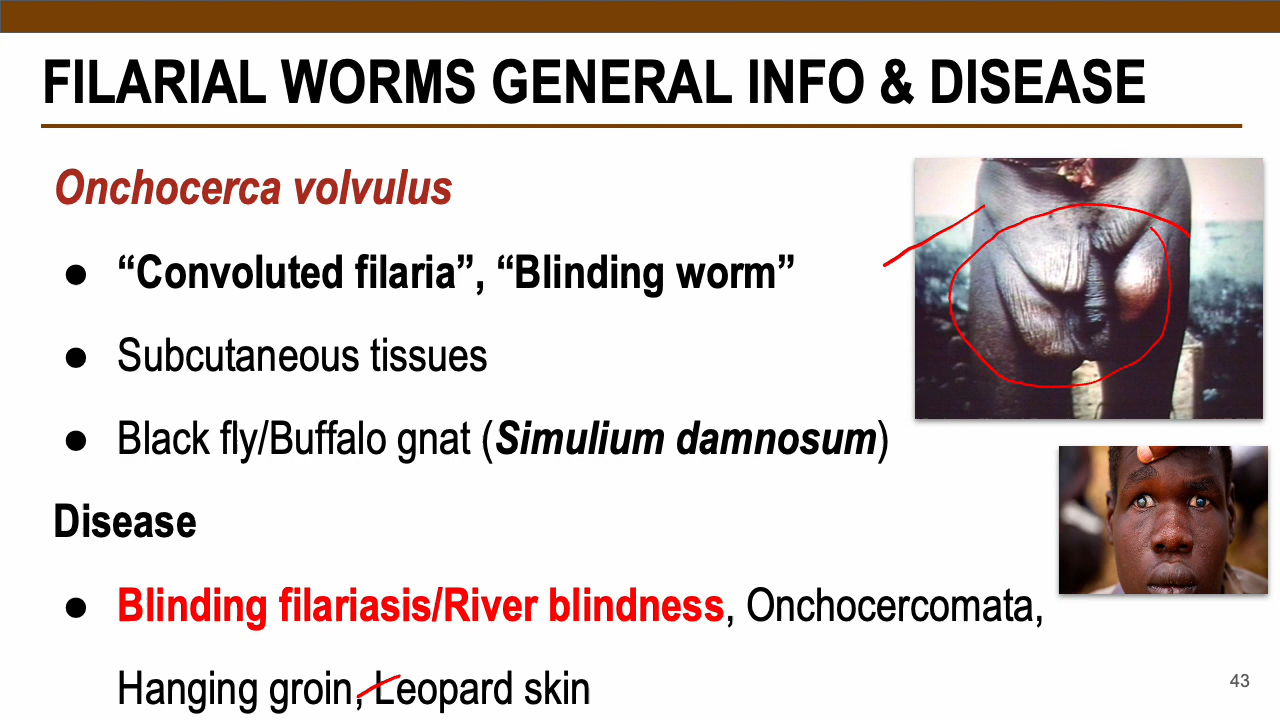 FILARIAL WORMS GENERAL INFO & DISEASE
Onchocerca volvulus
● “Convoluted filaria”, “Blinding worm”
● Subcutaneous tissues
● Black fly/Buffalo gnat (Simulium damnosum)
Disease
● Blinding filariasis/River blindness, Onchocercomata,
Hanging groin, Leopard skin
43